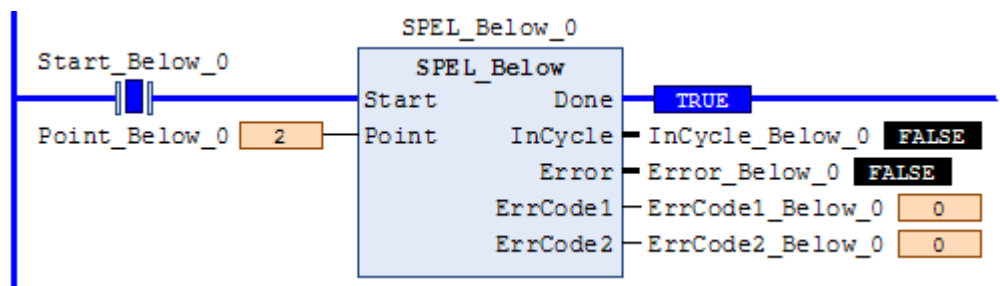 SPEL_Below_0
Start_Below_0
SPEL_Below
Start Done TRUE
Point_Below_0 2 Point InCycle InCycle_Below_0 FALSE
Error Error_Below_0 FALSE
ErrCode1 ErrCode1_Below_0 0
ErrCode2 ErrCode2_Below_0 0